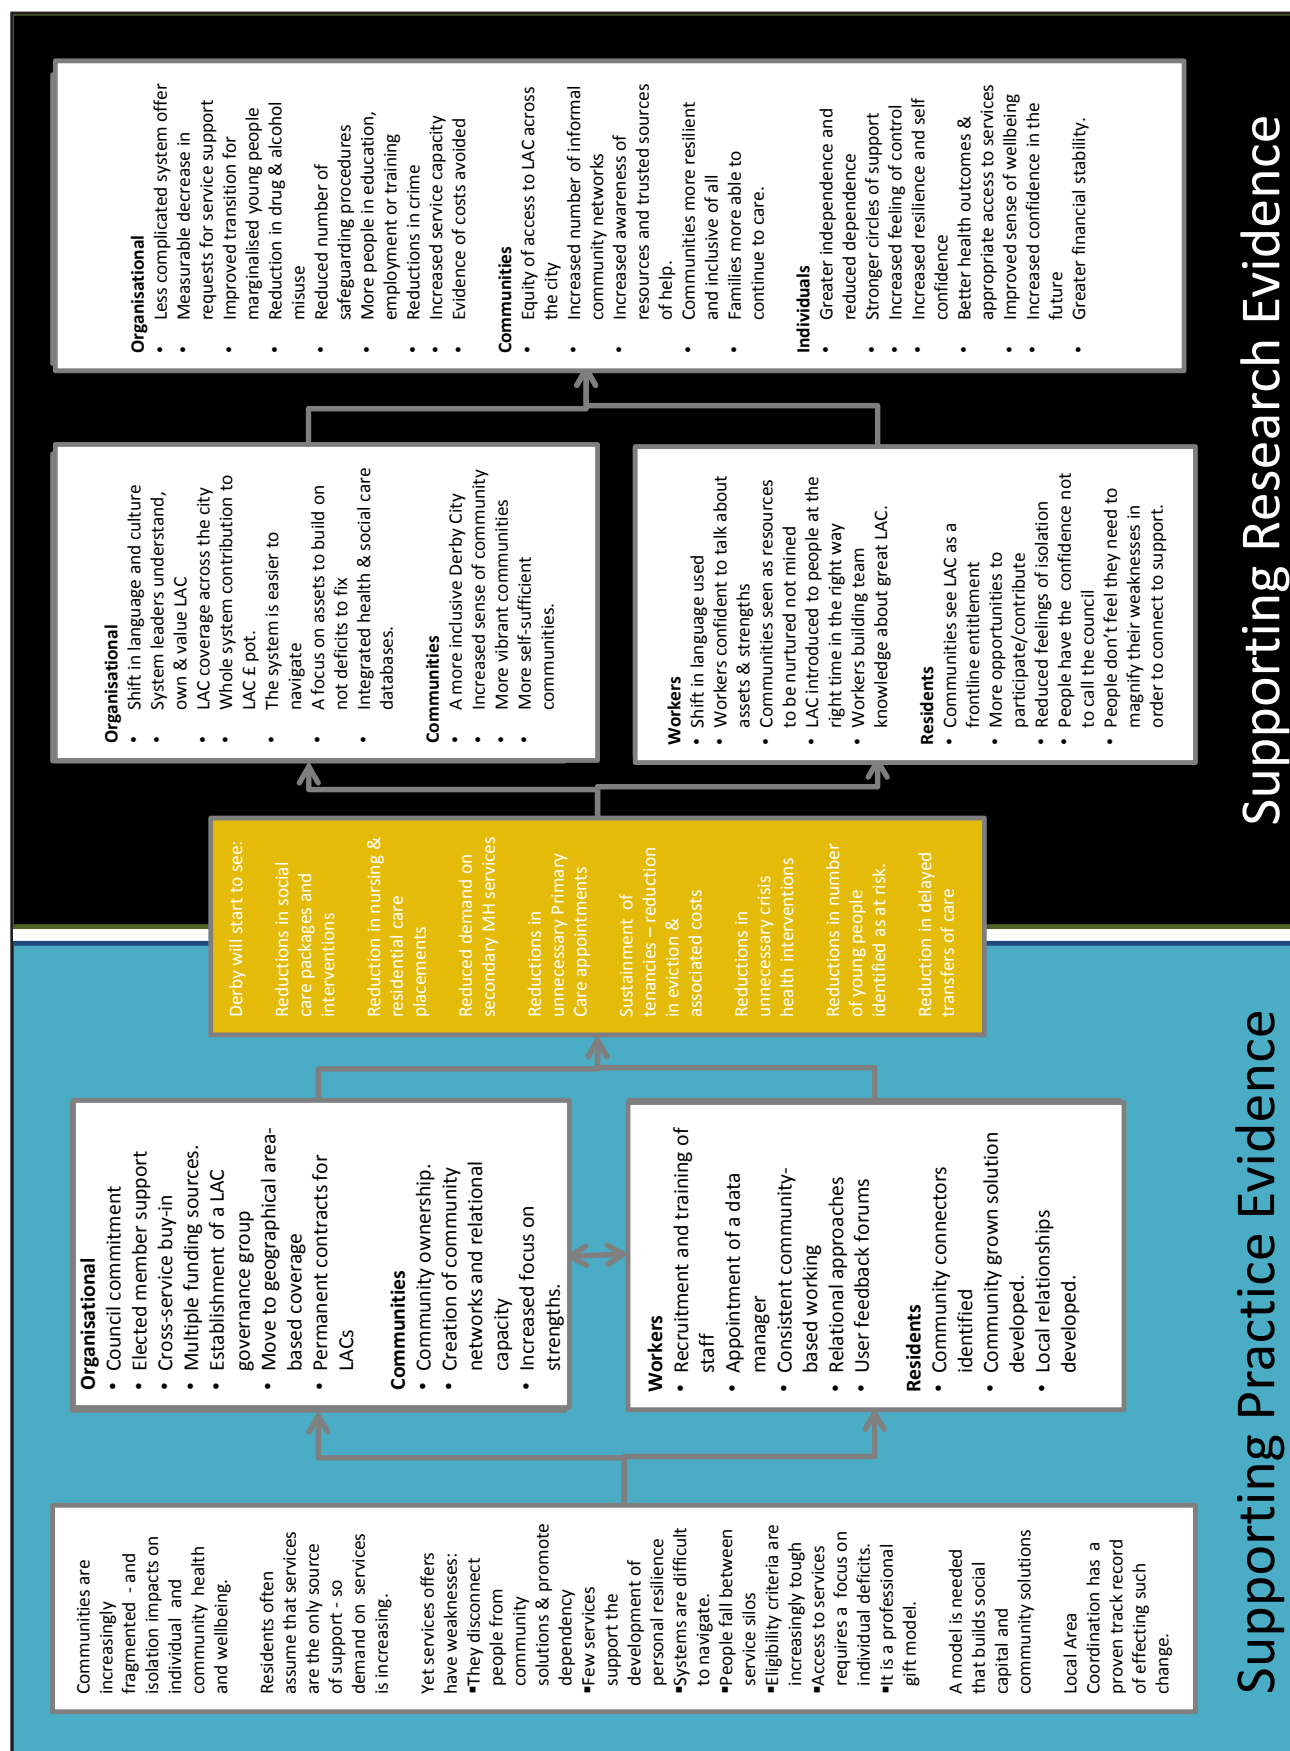 Communities are
increasingly
fragmented - and
isolation impacts on
individual and
community health
and wellbeing.
Residents often
assume that services
are the only source
of support - so
demand on services
is increasing.
Yet services offers
have weaknesses:
▪They disconnect
people from
community
solutions & promote
dependency
▪Few services
support the
development of
personal resilience
▪Systems are difficult
to navigate.
▪People fall between
service silos
▪Eligibility criteria are
increasingly tough
▪Access to services
requires a focus on
individual deficits.
▪It is a professional
gift model.
A model is needed
that builds social
capital and
community solutions
Local Area
Coordination has a
proven track record
of effecting such
change.
Organisational
• Council commitment
• Elected member support
• Cross-service buy-in
• Multiple funding sources.
• Establishment of a LAC
governance group
• Move to geographical area-
based coverage
• Permanent contracts for
LACs
Communities
• Community ownership.
• Creation of community
networks and relational
capacity
• Increased focus on
strengths.
Workers
• Recruitment and training of
staff
• Appointment of a data
manager
• Consistent community-
based working
• Relational approaches
• User feedback forums
Residents
• Community connectors
identified
• Community grown solution
developed.
• Local relationships
developed.
Derby will start to see:
Reductions in social
care packages and
interventions
Reduction in nursing &
residential care
placements
Reduced demand on
secondary MH services
Reductions in
unnecessary Primary
Care appointments
Sustainment of
tenancies – reduction
in eviction &
associated costs
Reductions in
unnecessary crisis
health interventions
Reductions in number
of young people
identified as at risk.
Reduction in delayed
transfers of care
Organisational
• Shift in language and culture
• System leaders understand,
own & value LAC
• LAC coverage across the city
• Whole system contribution to
LAC £ pot.
• The system is easier to
navigate
• A focus on assets to build on
not deficits to fix
• Integrated health & social care
databases.
Communities
• A more inclusive Derby City
• Increased sense of community
• More vibrant communities
• More self-sufficient
communities.
Workers
• Shift in language used
• Workers confident to talk about
assets & strengths
• Communities seen as resources
to be nurtured not mined
• LAC introduced to people at the
right time in the right way
• Workers building team
knowledge about great LAC.
Residents
• Communities see LAC as a
frontline entitlement
• More opportunities to
participate/contribute
• Reduced feelings of isolation
• People have the confidence not
to call the council
• People don't feel they need to
magnify their weaknesses in
order to connect to support.
Organisational
• Less complicated system offer
• Measurable decrease in
requests for service support
• Improved transition for
marginalised young people
• Reduction in drug & alcohol
misuse
• Reduced number of
safeguarding procedures
• More people in education,
employment or training
• Reductions in crime
• Increased service capacity
• Evidence of costs avoided
Communities
• Equity of access to LAC across
the city
• Increased number of informal
community networks
• Increased awareness of
resources and trusted sources
of help.
• Communities more resilient
and inclusive of all
• Families more able to
continue to care.
Individuals
• Greater independence and
reduced dependence
• Stronger circles of support
• Increased feeling of control
• Increased resilience and self
confidence
• Better health outcomes &
appropriate access to services
• Improved sense of wellbeing
• Increased confidence in the
future
• Greater financial stability.
Supporting Practice Evidence
Supporting Research Evidence